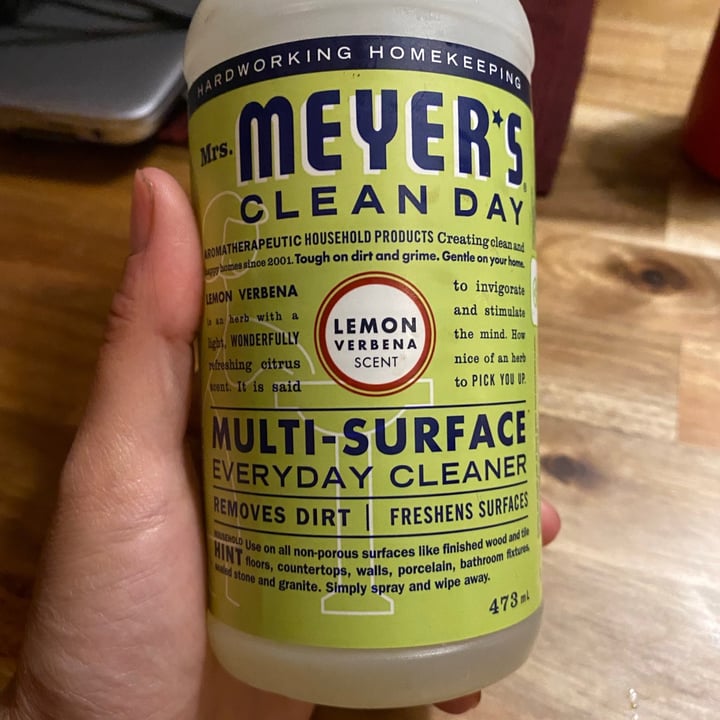 HARDWORKING HOMEKEEPING
Mrs. MEYER'S®
CLEAN DAY
AROMATHERAPEUTIC HOUSEHOLD PRODUCTS Creating clean and
happy homes since 2001. Tough on dirt and grime. Gentle on your home.
LEMON VERBENA
is an herb with a
light, WONDERFULLY
refreshing citrus
scent. It is said
LEMON
VERBENA
SCENT
to invigorate
and stimulate
the mind. How
nice of an herb
to PICK YOU UP.
MULTI-SURFACE
EVERYDAY CLEANER
REMOVES DIRT | FRESHENS SURFACES
HOUSEHOLD
HINT Use on all non-porous surfaces like finished wood and tile
floors, countertops, walls, porcelain, bathroom fixtures,
sealed stone and granite. Simply spray and wipe away.
473 mL